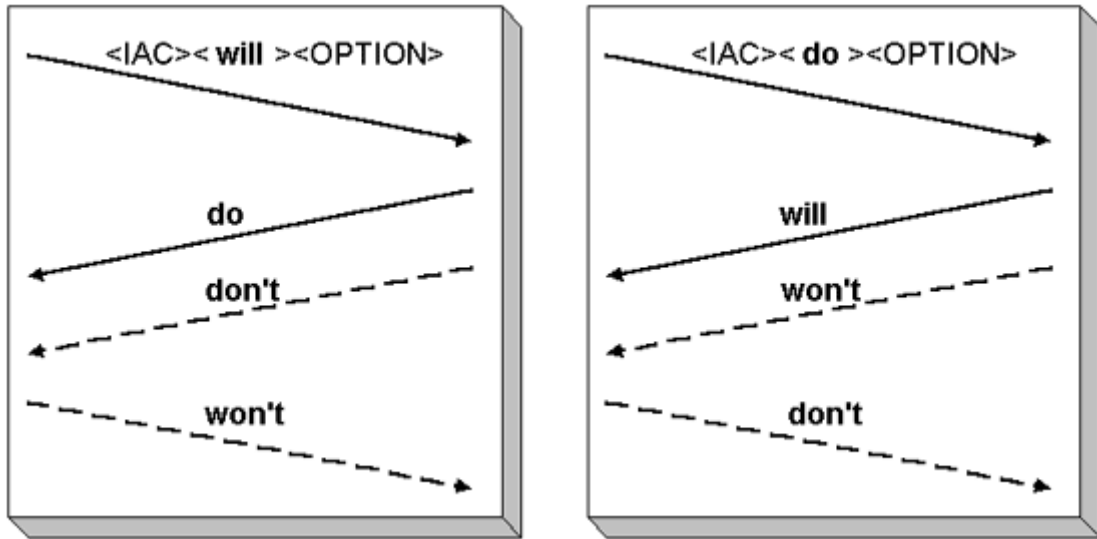 <IAC>< will ><OPTION>
do
don't
won't
<IAC>< do ><OPTION>
will
won't
don't